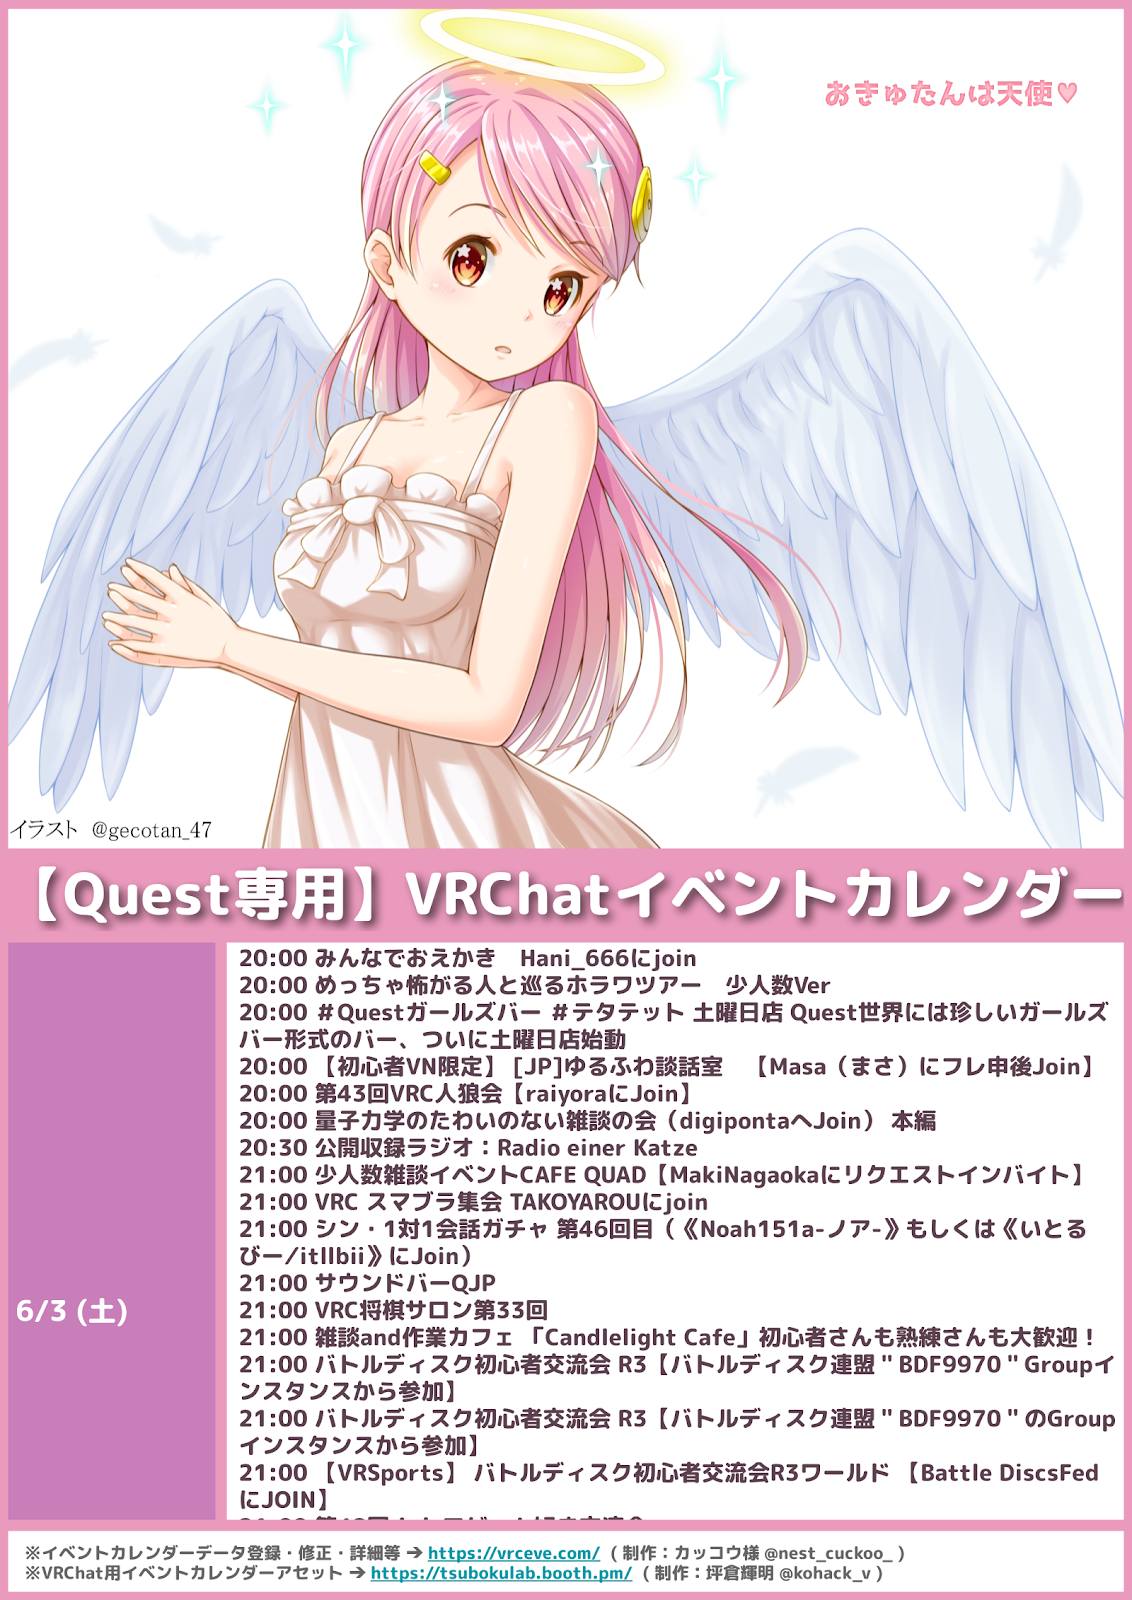 おきゅたんは天使♥
イラスト @gecotan_47
【Quest専用】VRChatイベントカレンダー
6/3 (土)
20:00 みんなでおえかき　Hani_666にjoin
20:00 めっちゃ怖がる人と巡るホラワツアー　少人数Ver
20:00 ＃Questガールズバー ＃テタテット 土曜日店 Quest世界には珍しいガールズ
バー形式のバー、ついに土曜日店始動
20:00 【初心者VN限定】 [JP]ゆるふわ談話室　【Masa（まさ）にフレ申後Join】
20:00 第43回VRC人狼会【raiyoraにJoin】
20:00 量子力学のたわいのない雑談の会（digipontaへJoin） 本編
20:30 公開収録ラジオ：Radio einer Katze
21:00 少人数雑談イベントCAFE QUAD【MakiNagaokaにリクエストインバイト】
21:00 VRC スマブラ集会 TAKOYAROUにjoin
21:00 シン・1対1会話ガチャ 第46回目（《Noah151a-ノア-》もしくは《いとる
びー/itllbii》にJoin）
21:00 サウンドバーQJP
21:00 VRC将棋サロン第33回
21:00 雑談and作業カフェ 「Candlelight Cafe」初心者さんも熟練さんも大歓迎！
21:00 バトルディスク初心者交流会 R3【バトルディスク連盟＂BDF9970＂Groupイ
ンスタンスから参加】
21:00 バトルディスク初心者交流会 R3【バトルディスク連盟＂BDF9970＂のGroup
インスタンスから参加】
21:00 【VRSports】 バトルディスク初心者交流会R3ワールド 【Battle DiscsFed
にJOIN】
※イベントカレンダーデータ登録・修正・詳細等 → https://vrceve.com/ （制作：カッコウ様 @nest_cuckoo_ ）
※VRChat用イベントカレンダーアセット → https://tsubokulab.booth.pm/ （制作：坪倉輝明 @kohack_v ）